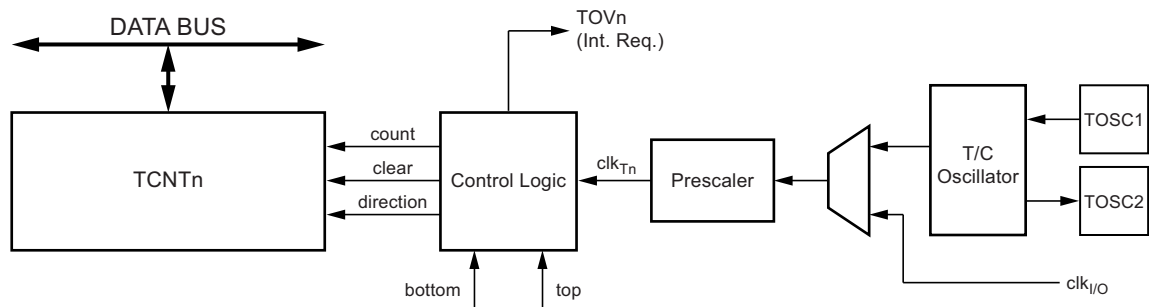 DATA BUS
TOVn
(Int. Req.)
TCNTn
count
clear
direction
Control Logic
clkTn
Prescaler
T/C
Oscillator
TOSC1
TOSC2
bottom
top
clkI/O